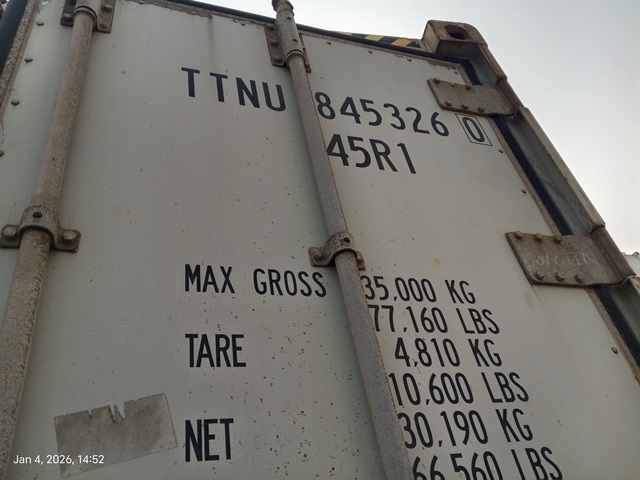 TTNU 845326 0
45R1
MAX GROSS 35,000 KG
77,160 LBS
TARE 4,810 KG
10,600 LBS
NET 30,190 KG
66,560 LBS
Jan 4, 2026, 14:52